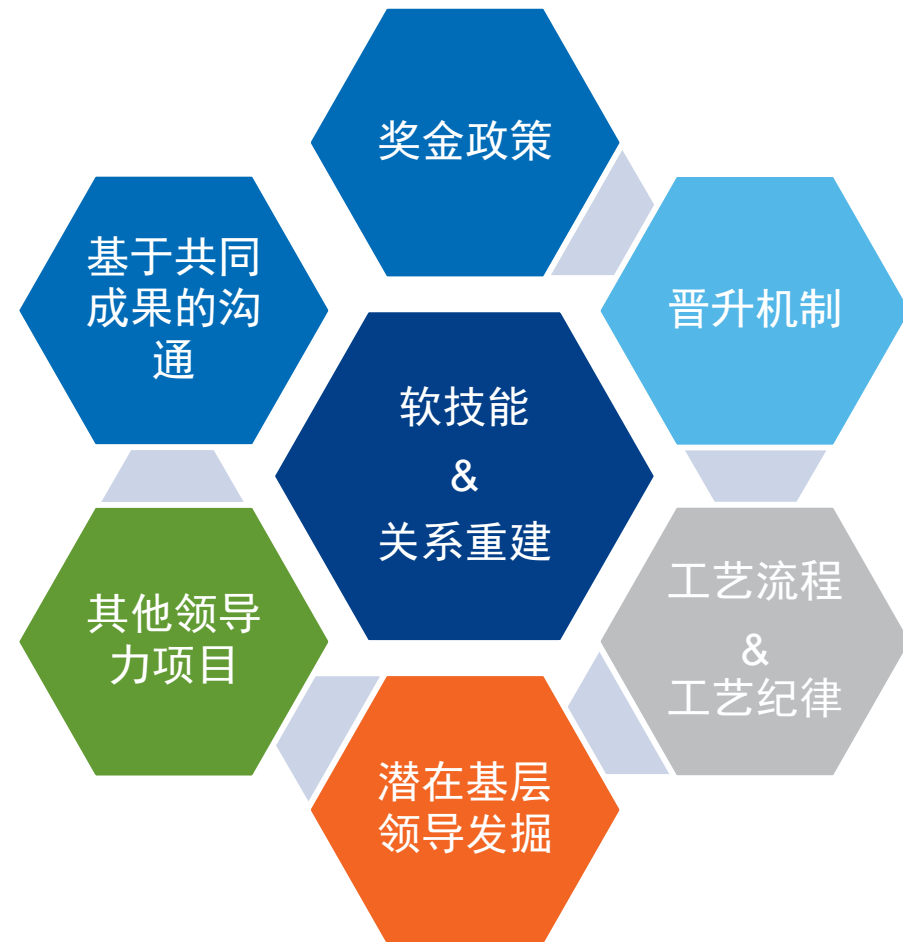 奖金政策
基于共同
成果的沟
通
晋升机制
软技能
&
关系重建
其他领导
力项目
工艺流程
&
工艺纪律
潜在基层
领导发掘